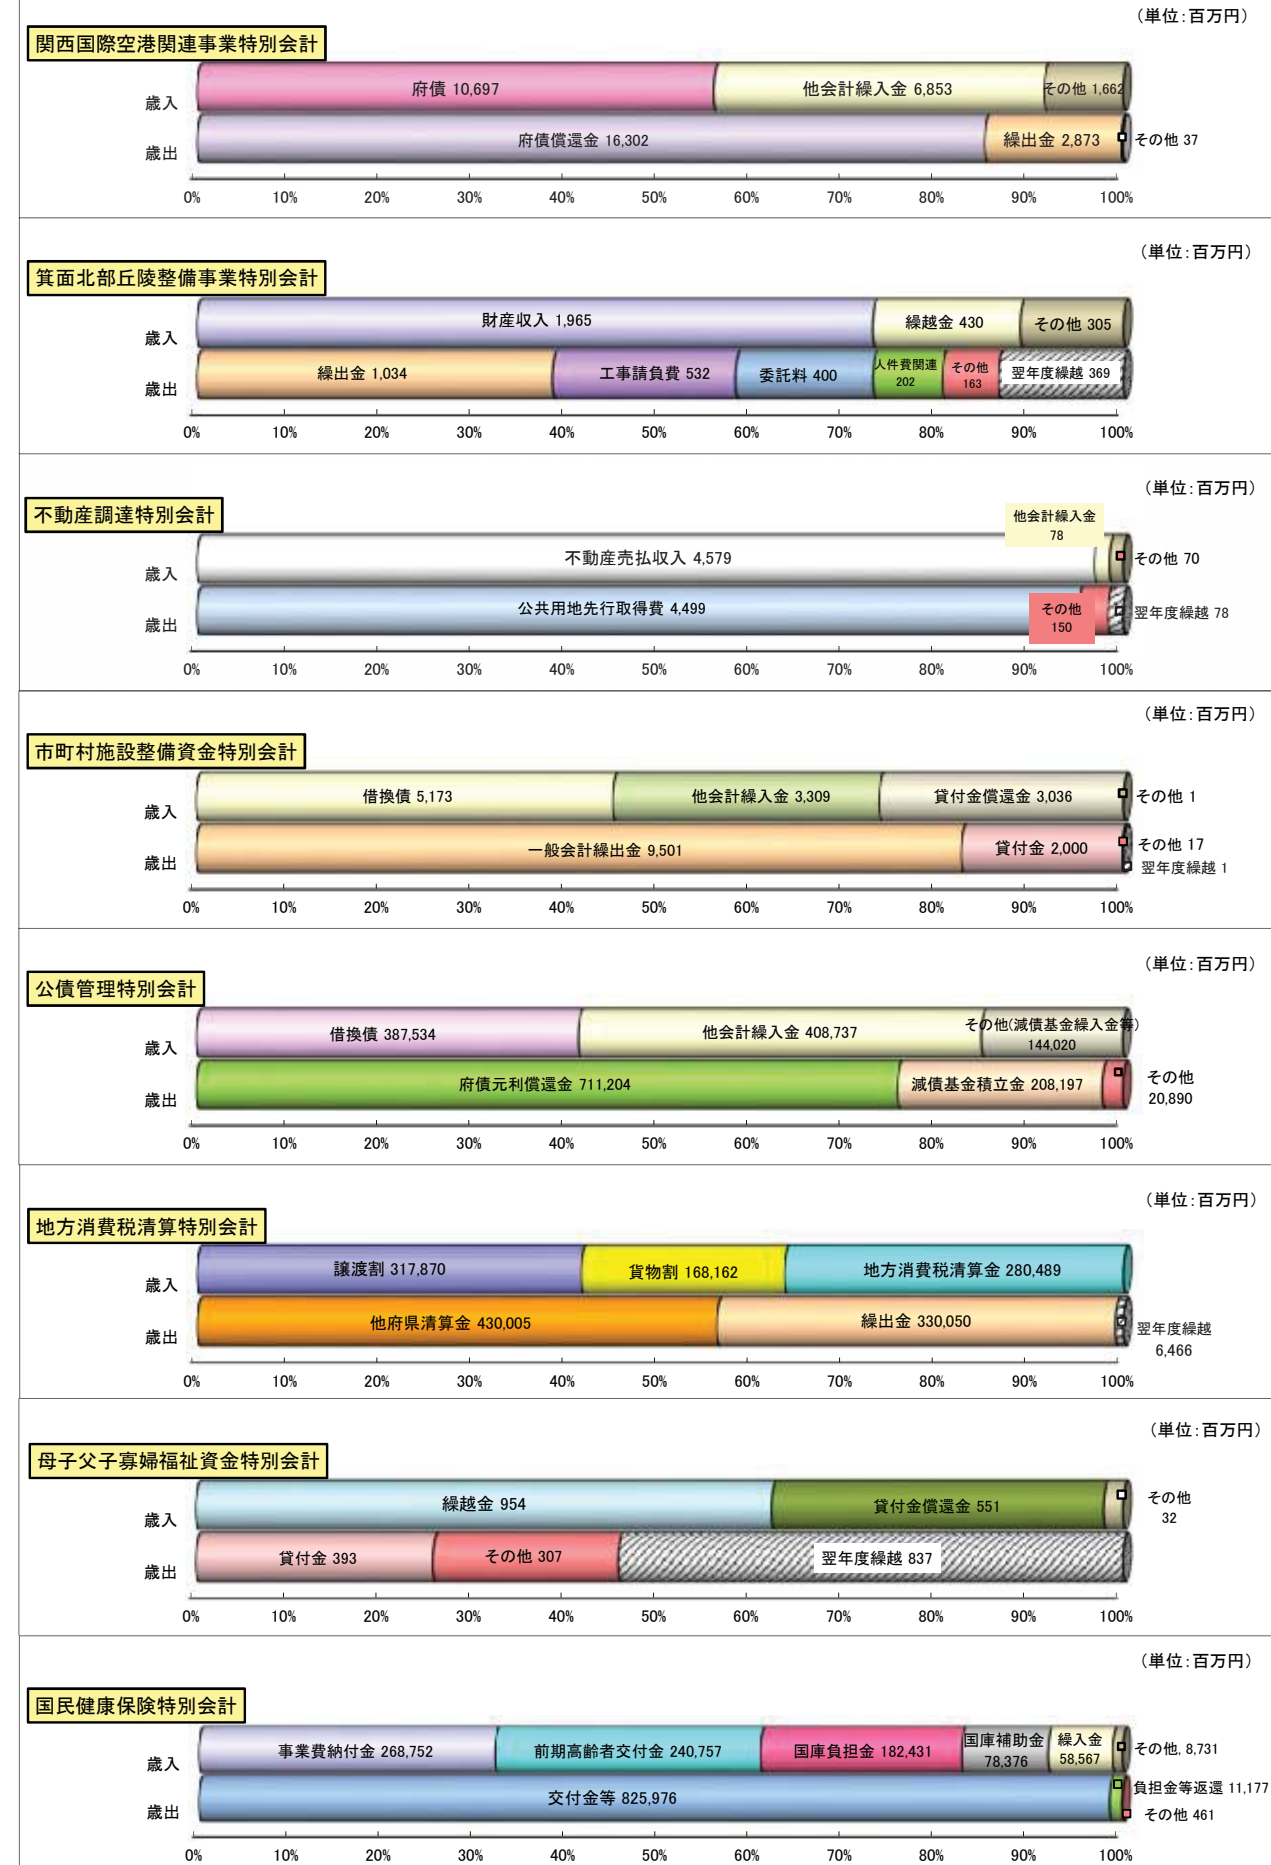 （単位：百万円）
関西国際空港関連事業特別会計
歳入
府債 10,697
他会計繰入金 6,853
その他 1,662
歳出
府債償還金 16,302
繰出金 2,873
その他 37
0% 10% 20% 30% 40% 50% 60% 70% 80% 90% 100%
（単位：百万円）
箕面北部丘陵整備事業特別会計
歳入
財産収入 1,965
繰越金 430
その他 305
歳出
繰出金 1,034
工事請負費 532
委託料 400
人件費関連
202
その他
163
翌年度繰越 369
0% 10% 20% 30% 40% 50% 60% 70% 80% 90% 100%
（単位：百万円）
不動産調達特別会計
歳入
不動産売払収入 4,579
他会計繰入金
78
その他 70
歳出
公共用地先行取得費 4,499
その他
150
翌年度繰越 78
0% 10% 20% 30% 40% 50% 60% 70% 80% 90% 100%
（単位：百万円）
市町村施設整備資金特別会計
歳入
借換債 5,173
他会計繰入金 3,309
貸付金償還金 3,036
その他 1
歳出
一般会計繰出金 9,501
貸付金 2,000
その他 17
翌年度繰越 1
0% 10% 20% 30% 40% 50% 60% 70% 80% 90% 100%
（単位：百万円）
公債管理特別会計
歳入
借換債 387,534
他会計繰入金 408,737
その他(減債基金繰入金等)
144,020
歳出
府債元利償還金 711,204
減債基金積立金 208,197
その他
20,890
0% 10% 20% 30% 40% 50% 60% 70% 80% 90% 100%
（単位：百万円）
地方消費税清算特別会計
歳入
譲渡割 317,870
貨物割 168,162
地方消費税清算金 280,489
歳出
他府県清算金 430,005
繰出金 330,050
翌年度繰越
6,466
0% 10% 20% 30% 40% 50% 60% 70% 80% 90% 100%
（単位：百万円）
母子父子寡婦福祉資金特別会計
歳入
繰越金 954
貸付金償還金 551
その他
32
歳出
貸付金 393
その他 307
翌年度繰越 837
0% 10% 20% 30% 40% 50% 60% 70% 80% 90% 100%
（単位：百万円）
国民健康保険特別会計
歳入
事業費納付金 268,752
前期高齢者交付金 240,757
国庫負担金 182,431
国庫補助金
78,376
繰入金
58,567
その他, 8,731
歳出
交付金等 825,976
負担金等返還 11,177
その他 461
0% 10% 20% 30% 40% 50% 60% 70% 80% 90% 100%